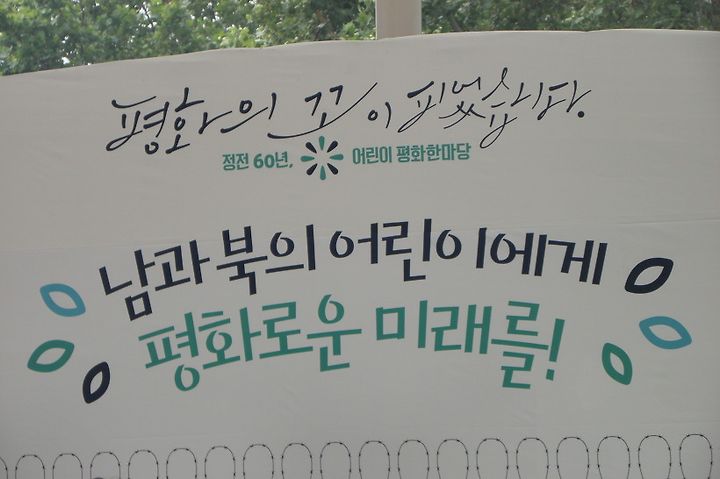 평화의 꽃이 피었습니다.
정전 60년, 어린이 평화한마당
남과 북의 어린이에게
평화로운 미래를!